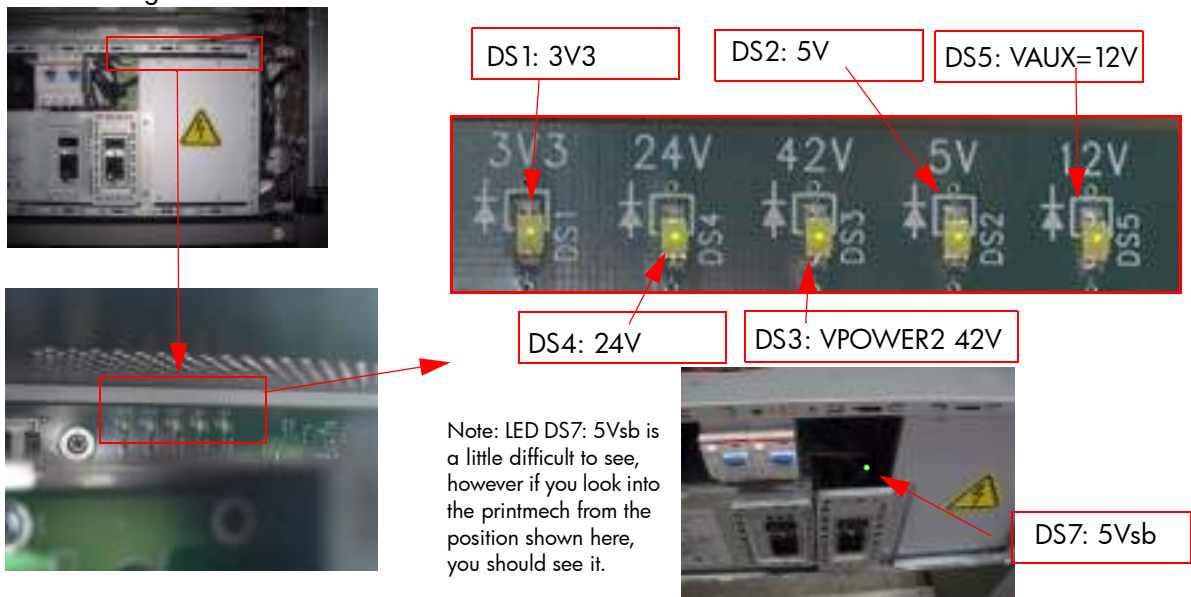 DS1: 3V3
DS2: 5V
DS5: VAUX=12V
3V3 24V 42V 5V 12V
DS1 DS4 DS3 DS2 DS5
DS4: 24V
DS3: VPOWER2 42V
Note: LED DS7: 5Vsb is
a little difficult to see,
however if you look into
the printmech from the
position shown here,
you should see it.
DS7: 5Vsb